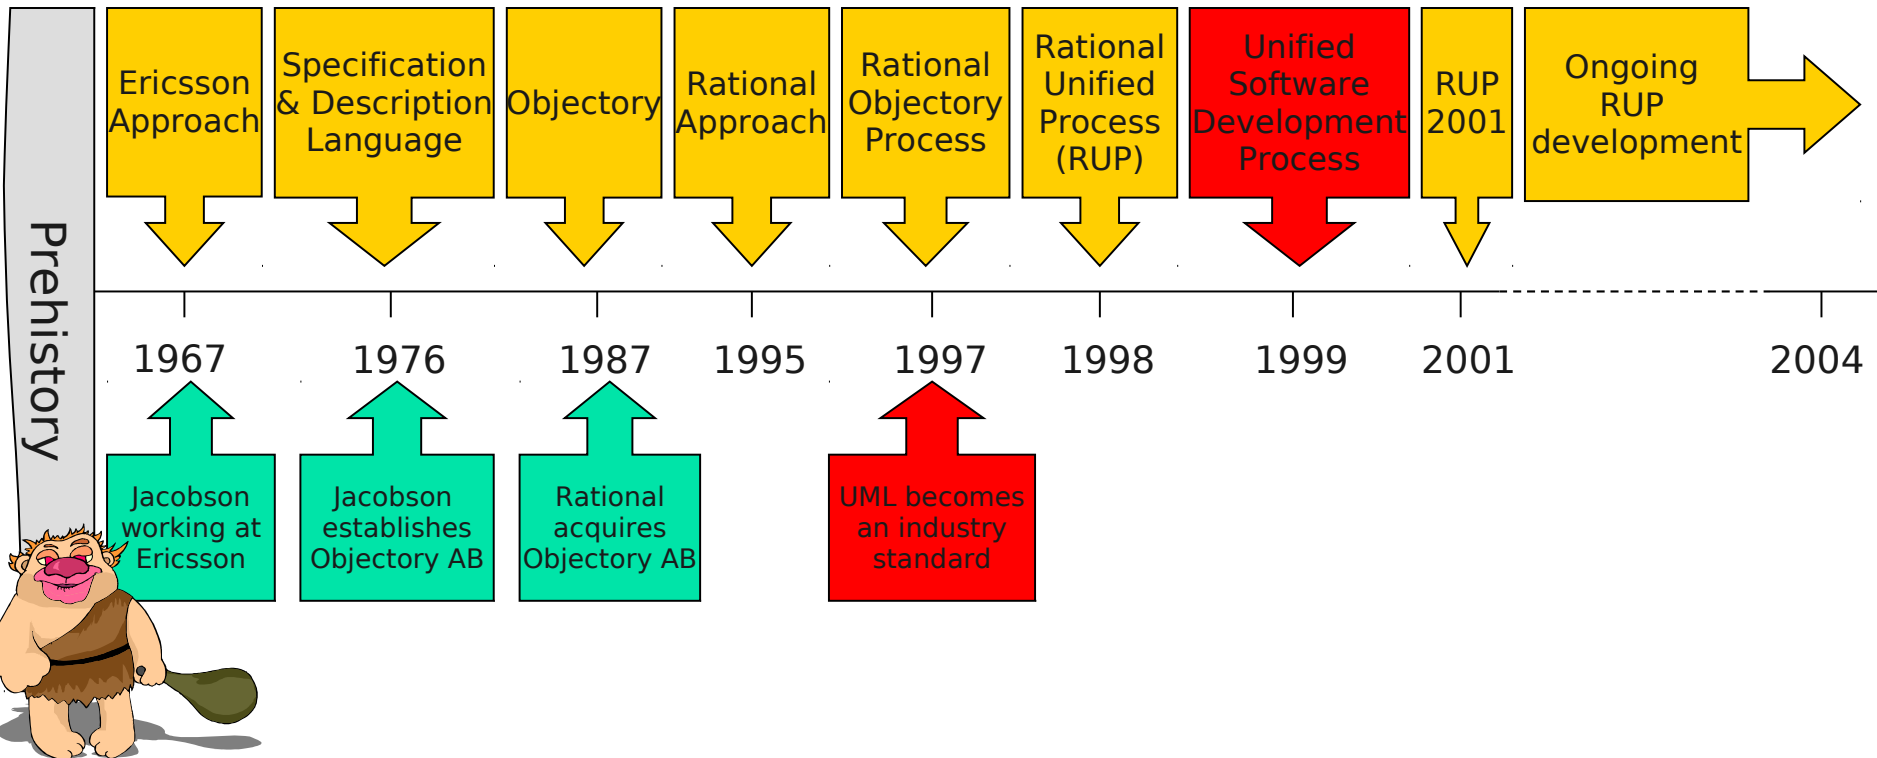 Prehistory
Ericsson
Approach
Specification
& Description
Language
Objectory
Rational
Approach
Rational
Objectory
Process
Rational
Unified
Process
(RUP)
Unified
Software
Development
Process
RUP
2001
Ongoing
RUP
development
1967
1976
1987
1995
1997
1998
1999
2001
2004
Jacobson
working at
Ericsson
Jacobson
establishes
Objectory AB
Rational
acquires
Objectory AB
UML becomes
an industry
standard